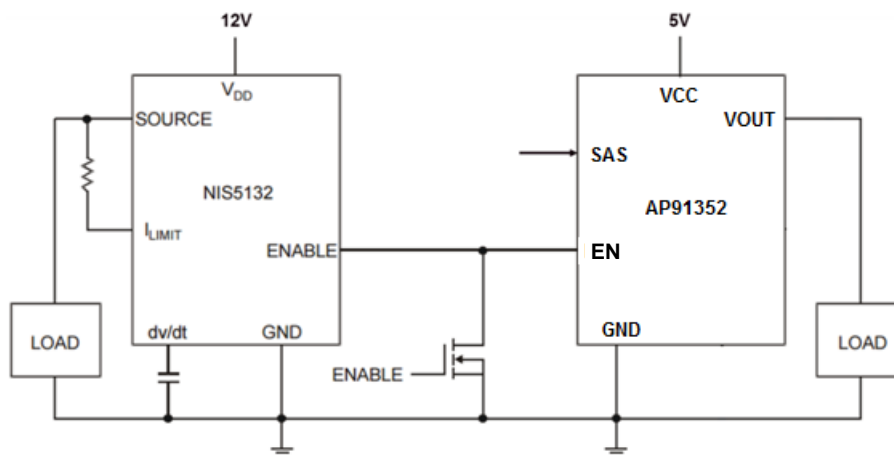 12V
5V
VDD
SOURCE
NIS5132
ILIMIT
ENABLE
dv/dt
GND
LOAD
ENABLE
VCC
VOUT
SAS
AP91352
EN
GND
LOAD